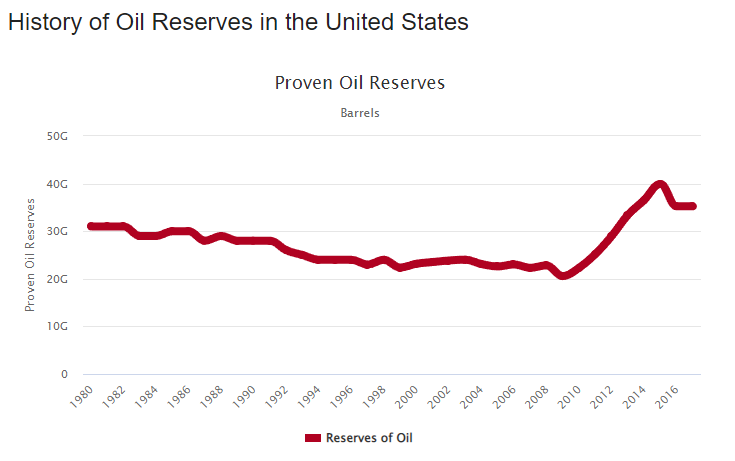 History of Oil Reserves in the United States
Proven Oil Reserves
Barrels
Proven Oil Reserves
50G
40G
30G
20G
10G
0
1980 1982 1984 1986 1988 1990 1992 1994 1996 1998 2000 2002 2004 2006 2008 2010 2012 2014 2016
Reserves of Oil